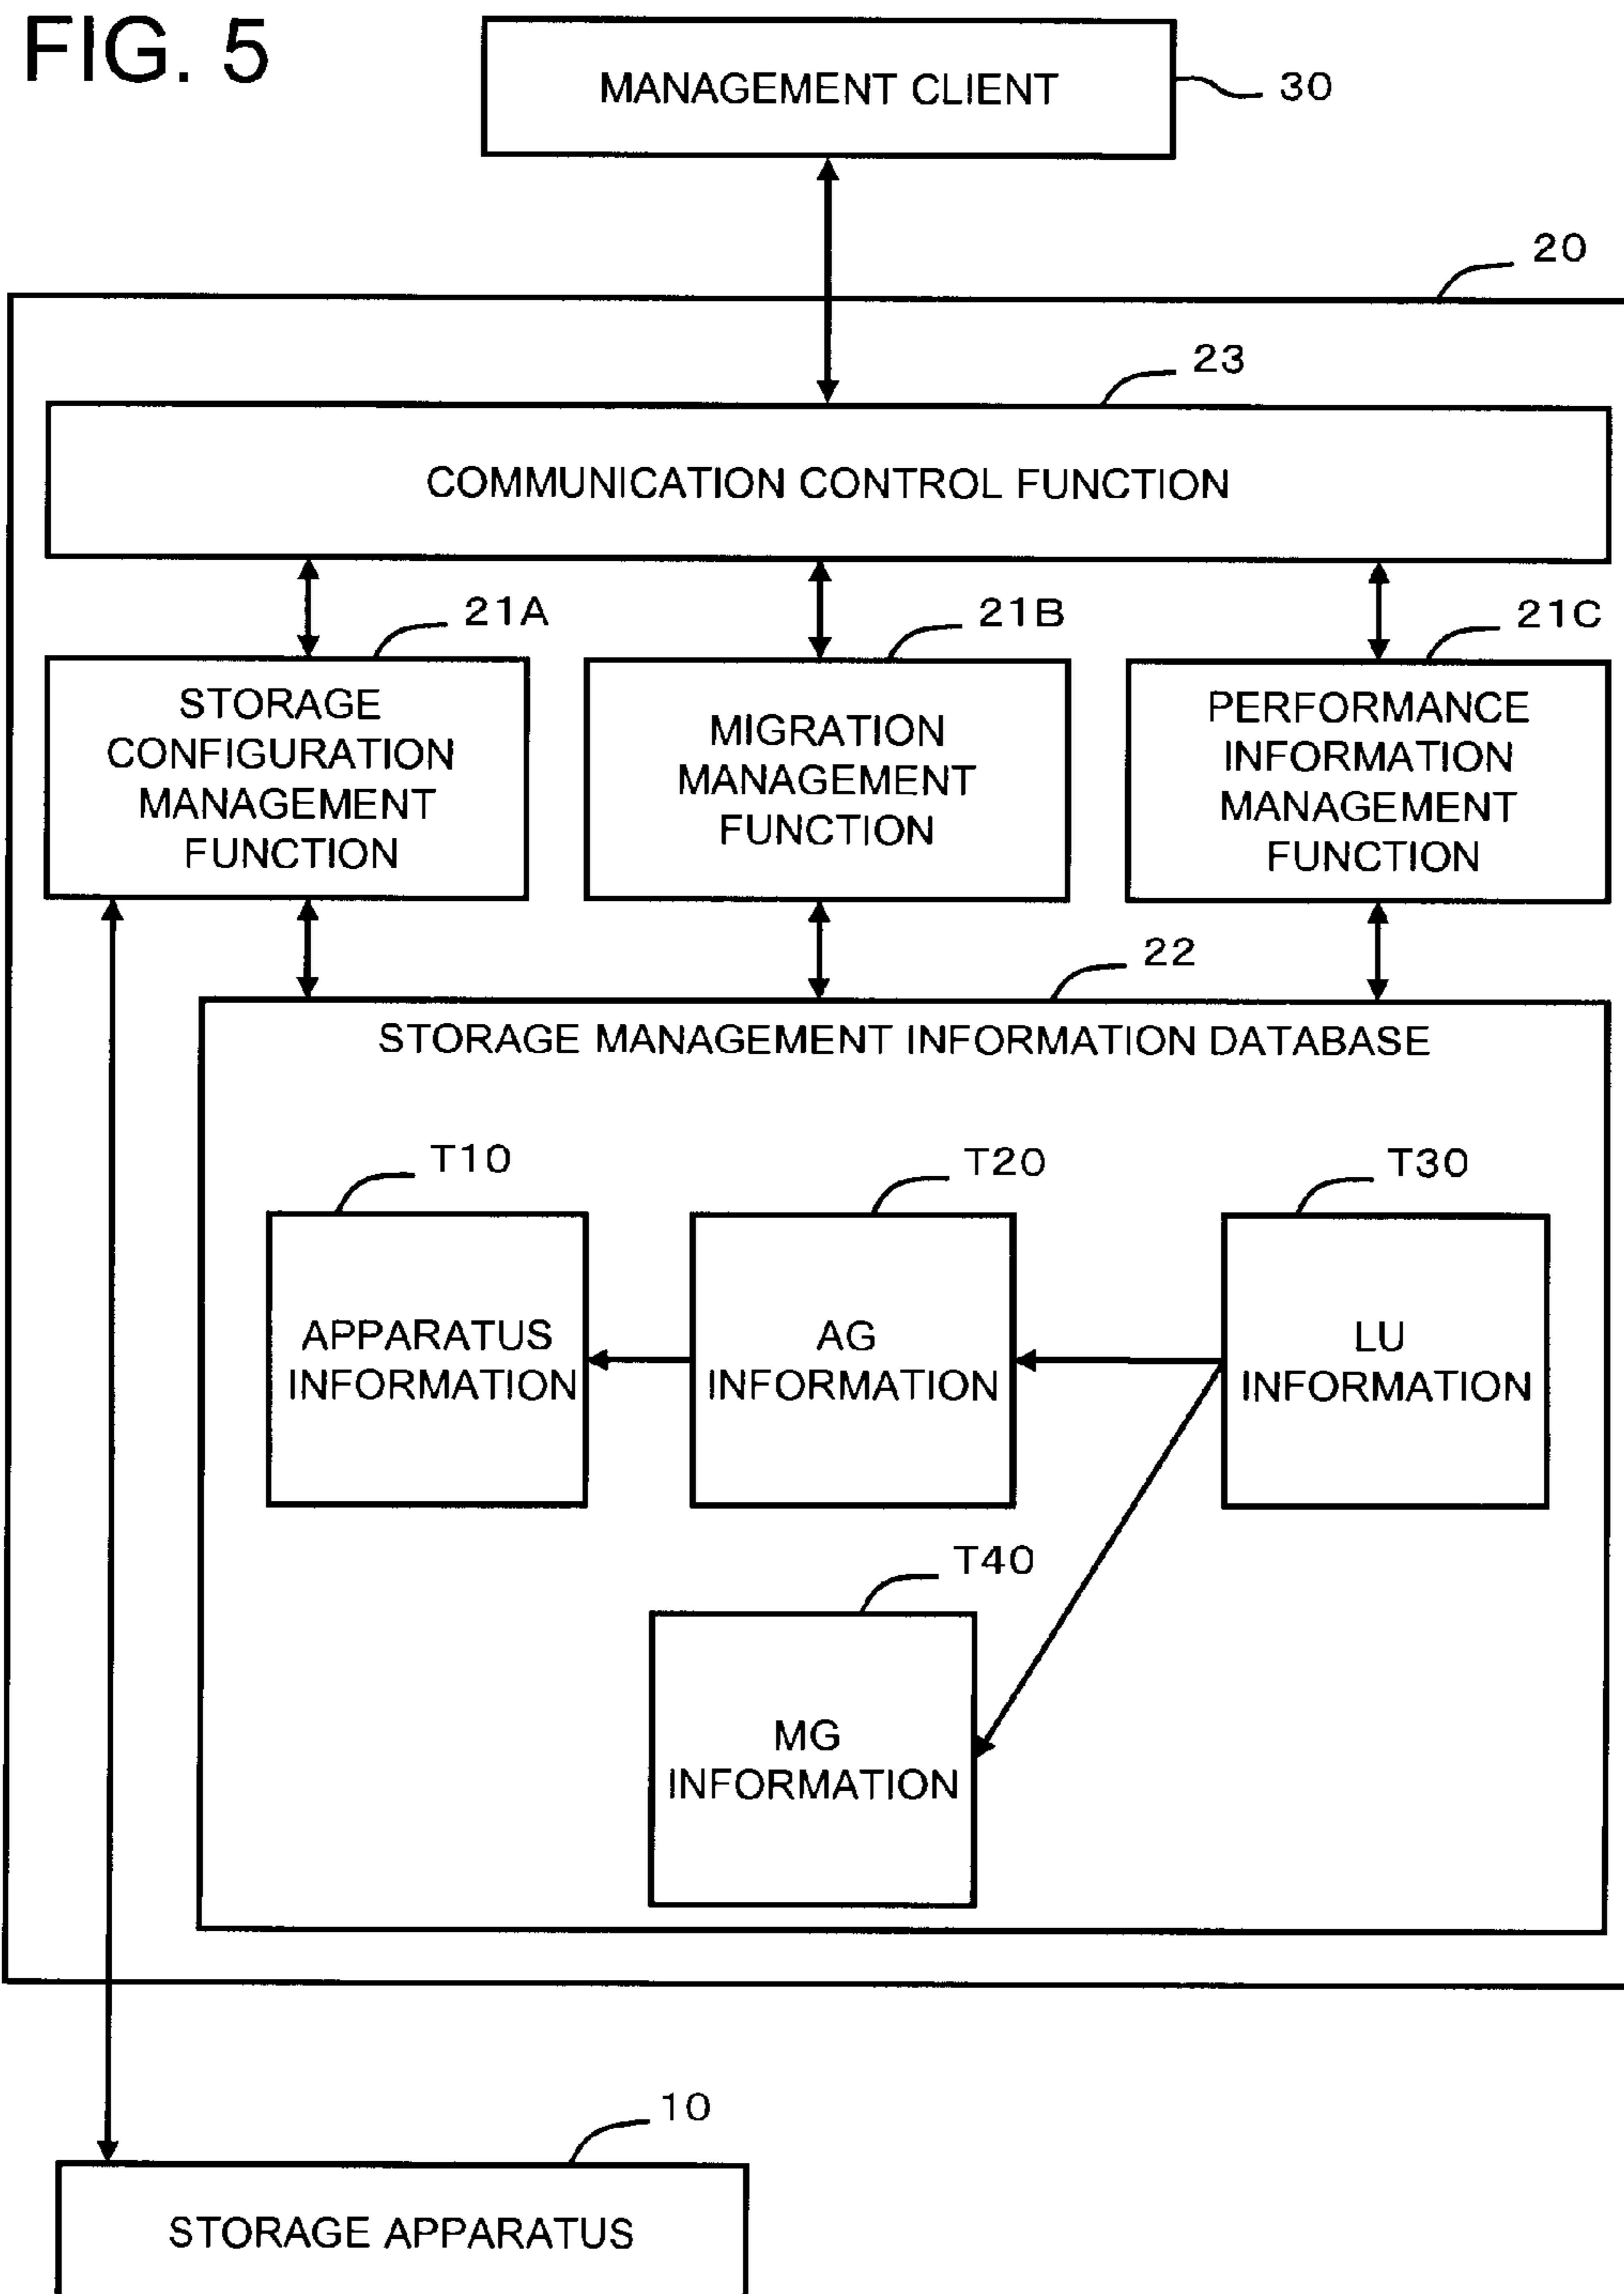 FIG. 5
MANAGEMENT CLIENT
30
20
23
COMMUNICATION CONTROL FUNCTION
21A
21B
21C
STORAGE
CONFIGURATION
MANAGEMENT
FUNCTION
MIGRATION
MANAGEMENT
FUNCTION
PERFORMANCE
INFORMATION
MANAGEMENT
FUNCTION
22
STORAGE MANAGEMENT INFORMATION DATABASE
T10
T20
T30
APPARATUS
INFORMATION
AG
INFORMATION
LU
INFORMATION
T40
MG
INFORMATION
10
STORAGE APPARATUS